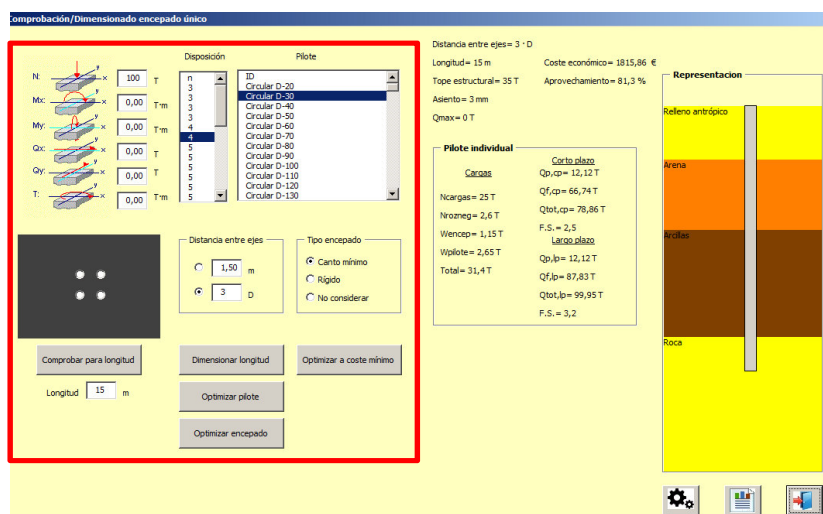 Comprobación/Dimensionado encepado único
Disposición
Pilote
N:
x
y
100
T
Mx:
x
y
0,00
T·m
My:
x
y
0,00
T·m
Qx:
x
y
0,00
T
Qy:
x
y
0,00
T
T:
x
y
0,00
T·m
n
3
3
3
3
4
4
5
5
5
5
5
5
ID
Circular D-20
Circular D-30
Circular D-40
Circular D-50
Circular D-60
Circular D-70
Circular D-80
Circular D-90
Circular D-100
Circular D-110
Circular D-120
Circular D-130
Distancia entre ejes
1,50 m
3 D
Tipo encepado
Canto mínimo
Rígido
No considerar
Comprobar para longitud
Longitud 15 m
Dimensionar longitud
Optimizar a coste mínimo
Optimizar pilote
Optimizar encepado
Distancia entre ejes= 3 · D
Longitud= 15 m
Coste económico= 1815,86 €
Tope estructural= 35 T
Aprovechamiento= 81,3 %
Asiento= 3 mm
Qmax= 0 T
Pilote individual
Cargas
Ncargas= 25 T
Nrozneg= 2,6 T
Wencep= 1,15 T
Wpilote= 2,65 T
Total= 31,4 T
Corto plazo
Qp,cp= 12,12 T
Qf,cp= 66,74 T
Qtot,cp= 78,86 T
F.S.= 2,5
Largo plazo
Qp,lp= 12,12 T
Qf,lp= 87,83 T
Qtot,lp= 99,95 T
F.S.= 3,2
Representacion
Relleno antrópico
Arena
Arcillas
Roca